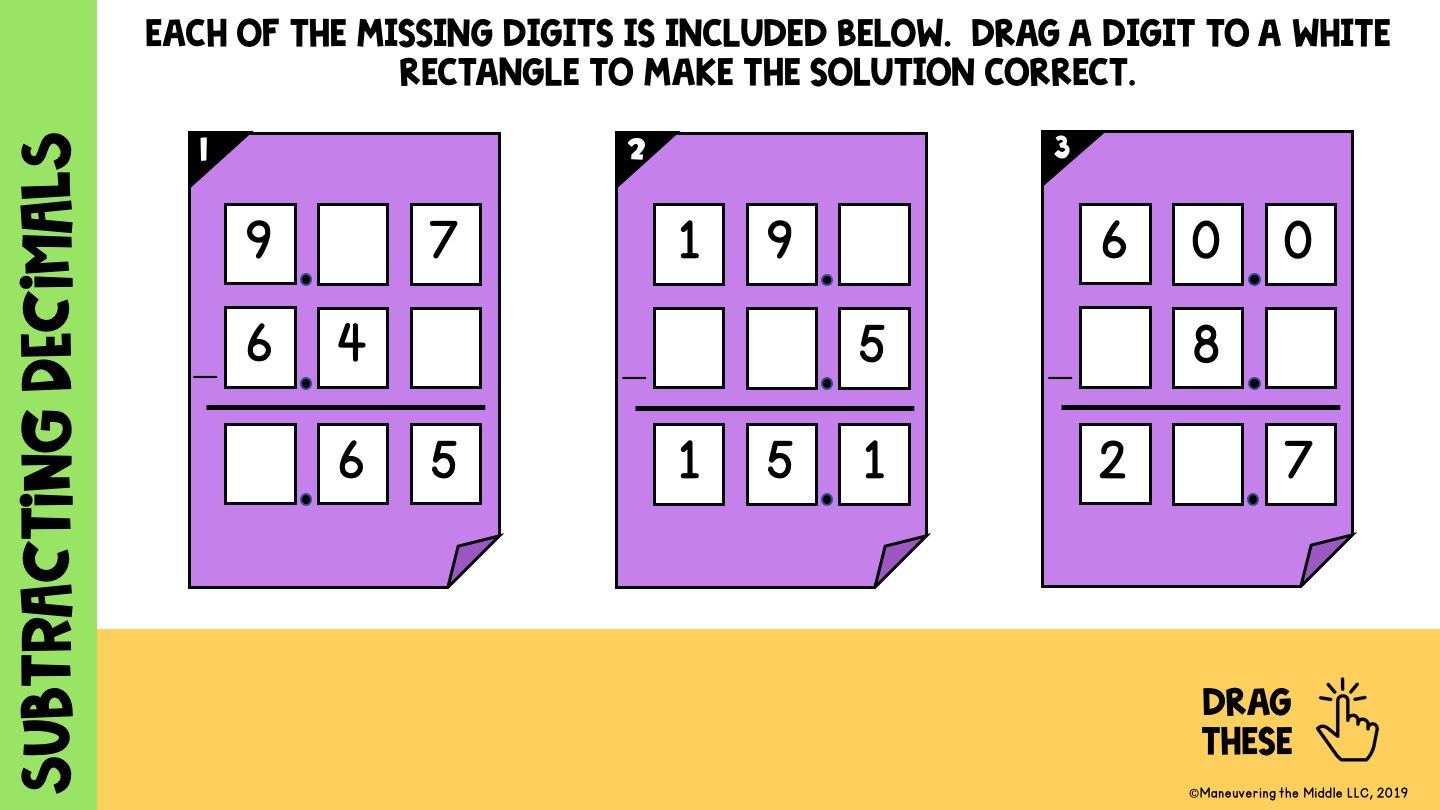 EACH OF THE MISSING DIGITS IS INCLUDED BELOW. DRAG A DIGIT TO A WHITE
RECTANGLE TO MAKE THE SOLUTION CORRECT.
SUBTRACTING DECIMALS
1
9 . 7
_ 6 . 4
. 6 5
2
1 9 .
_ . 5
1 5 . 1
3
6 0 . 0
_ 8 .
2 . 7
DRAG
THESE
©Maneuvering the Middle LLC, 2019